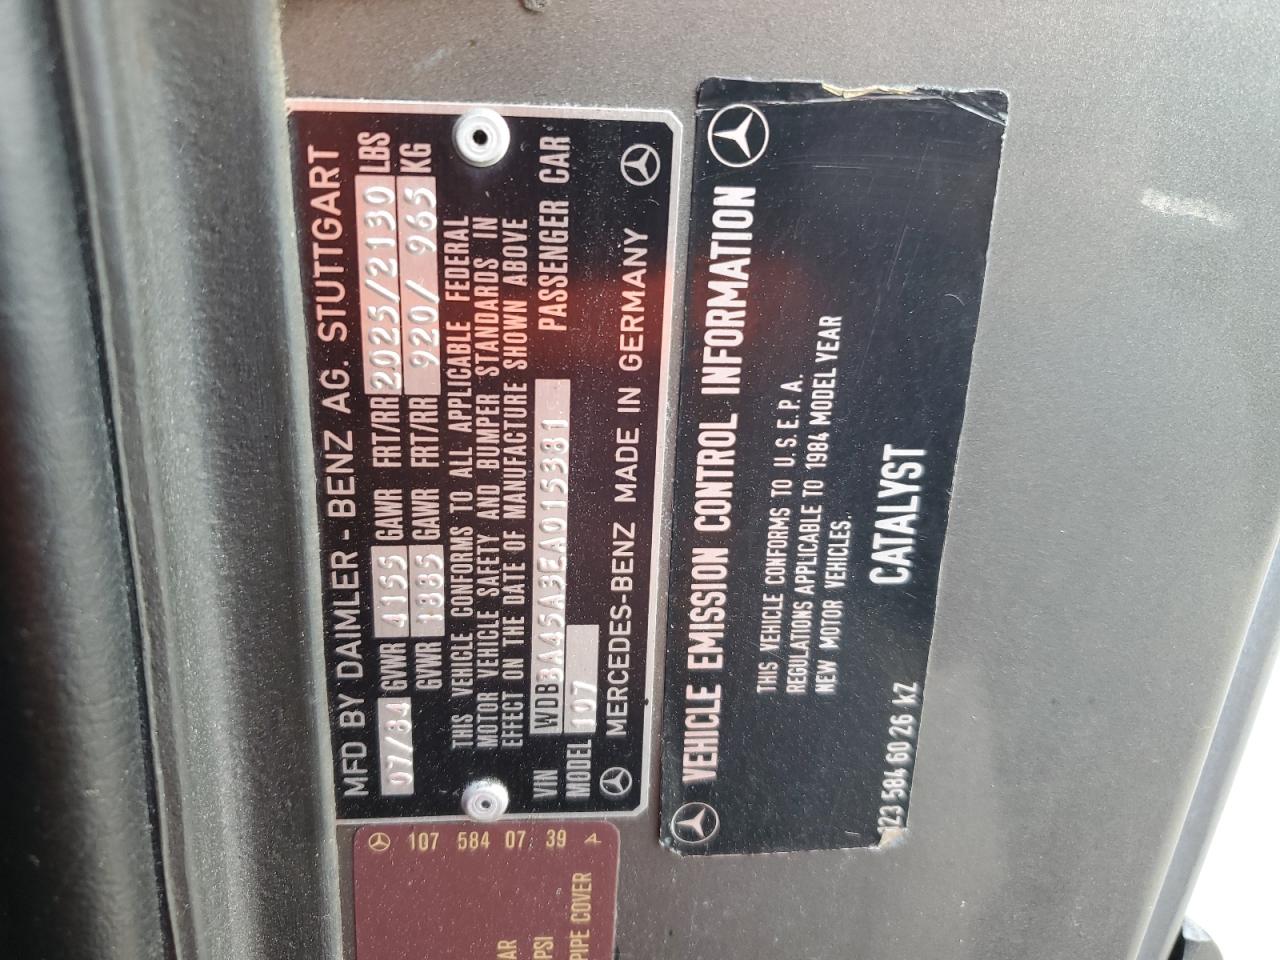 MFD BY DAIMLER-BENZ AG. STUTTGART
07/84 GVWR 4155 GAWR FRT/RR 2025/2130 LBS
GVWR 1885 GAWR FRT/RR 920/ 965 KG
THIS VEHICLE CONFORMS TO ALL APPLICABLE FEDERAL
MOTOR VEHICLE SAFETY AND BUMPER STANDARDS IN
EFFECT ON THE DATE OF MANUFACTURE SHOWN ABOVE
VIN WDBBA45A3EA015381 PASSENGER CAR
MODEL 107
MERCEDES-BENZ MADE IN GERMANY
VEHICLE EMISSION CONTROL INFORMATION
THIS VEHICLE CONFORMS TO U.S.E.P.A.
REGULATIONS APPLICABLE TO 1984 MODEL YEAR
NEW MOTOR VEHICLES.
CATALYST
123 584 60 26 kZ
107 584 07 39 A
AR
PSI
PIPE COVER